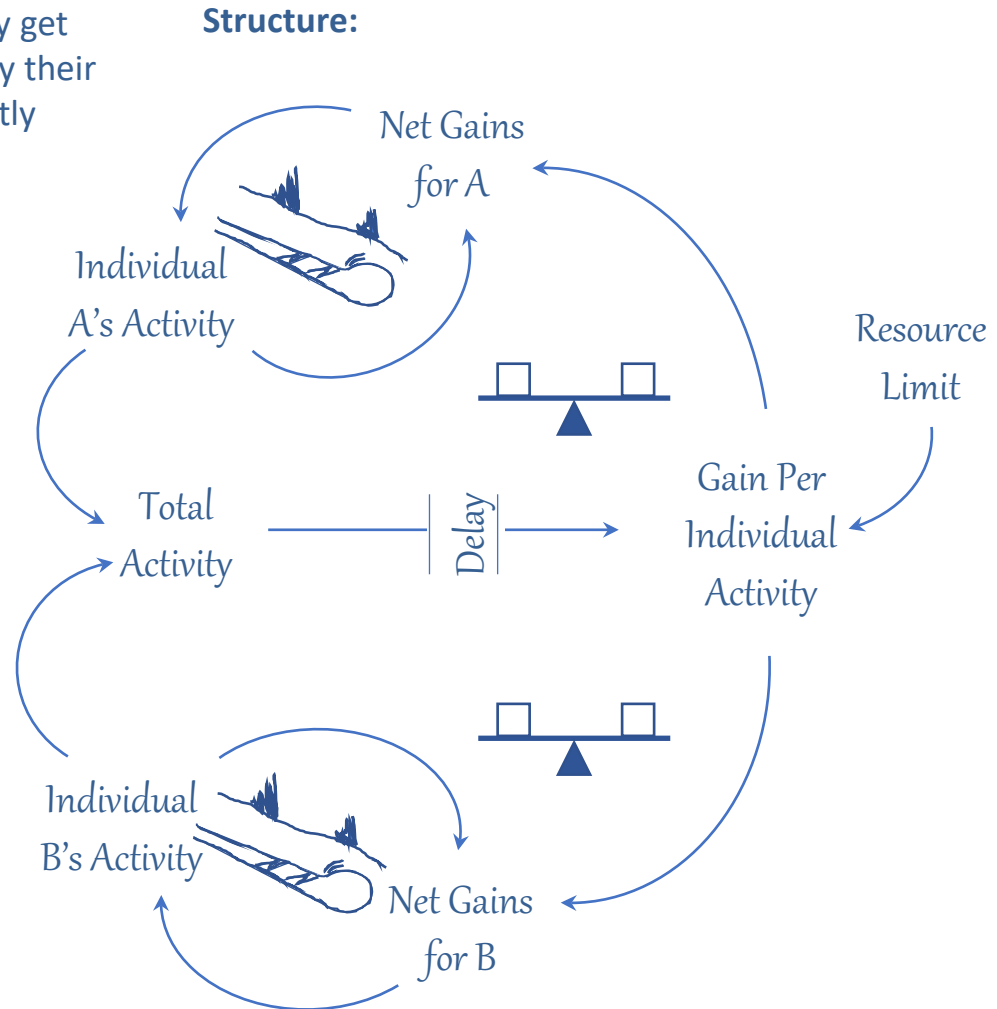 y get
y their
tly
Structure:
Net Gains
for A
Individual
A's Activity
Resource
Limit
Total
Activity
Delay
Gain Per
Individual
Activity
Individual
B's Activity
Net Gains
for B